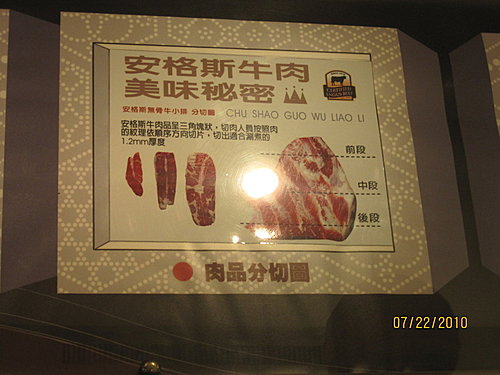 安格斯牛肉
美味秘密
CERTIFIED
ANGUS BEEF
安格斯無骨牛小排 分切圖
CHU SHAO GUO WU LIAO LI
安格斯牛肉品呈三角塊狀，切肉人員按照肉
的紋理依順序方向切片，切出適合涮煮的
1.2mm厚度
前段
中段
後段
肉品分切圖
07/22/2010